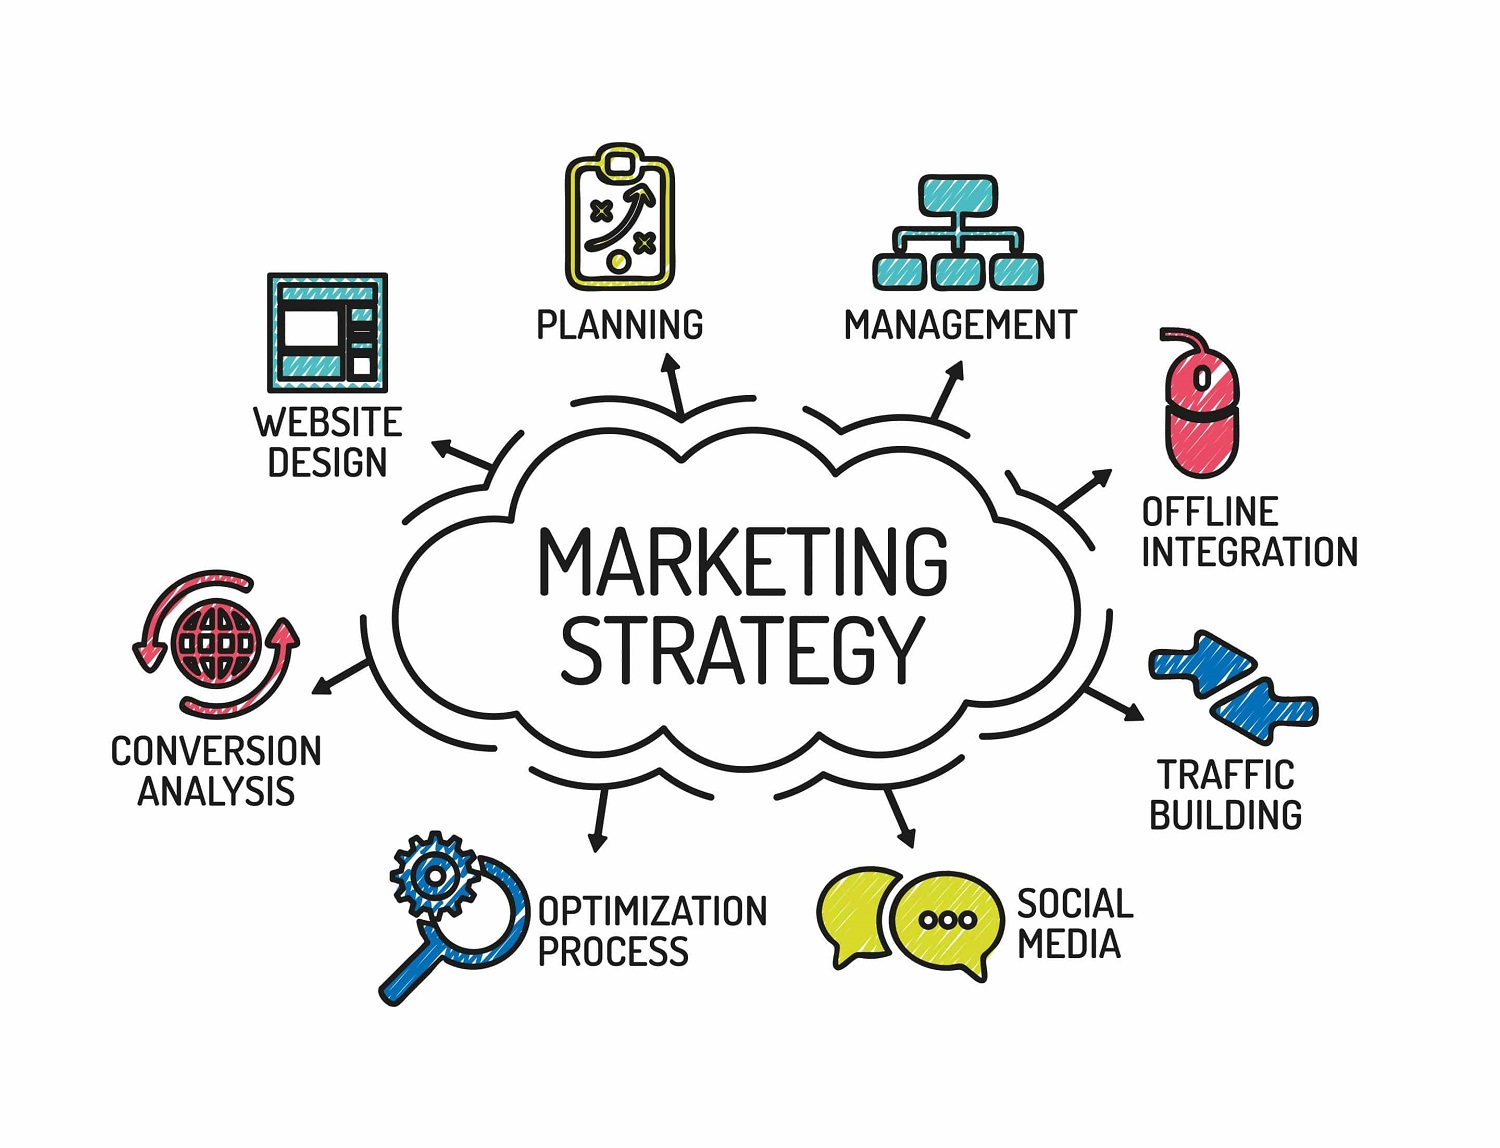 PLANNING
MANAGEMENT
WEBSITE
DESIGN
OFFLINE
INTEGRATION
MARKETING
STRATEGY
CONVERSION
ANALYSIS
TRAFFIC
BUILDING
OPTIMIZATION
PROCESS
SOCIAL
MEDIA